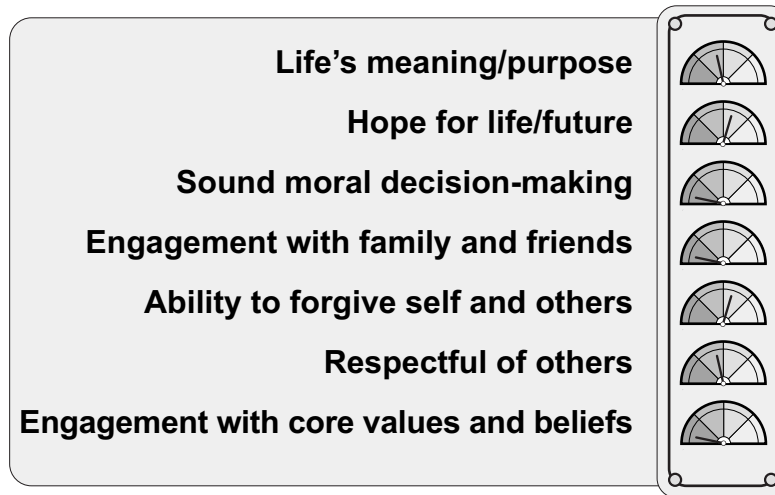 Life’s meaning/purpose
Hope for life/future
Sound moral decision-making
Engagement with family and friends
Ability to forgive self and others
Respectful of others
Engagement with core values and beliefs